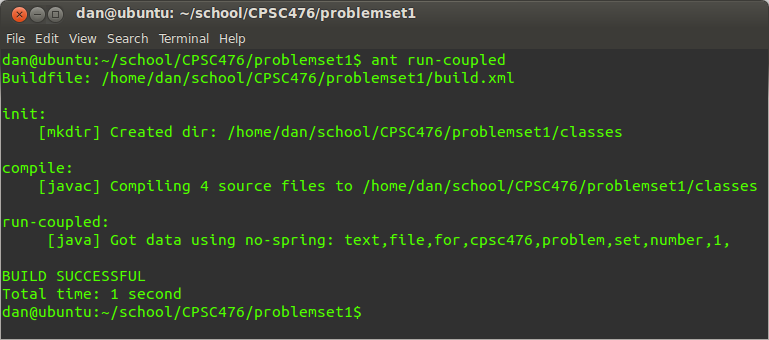 dan@ubuntu: ~/school/CPSC476/problemset1
File Edit View Search Terminal Help
dan@ubuntu:~/school/CPSC476/problemset1$ ant run-coupled
Buildfile: /home/dan/school/CPSC476/problemset1/build.xml
init:
[mkdir] Created dir: /home/dan/school/CPSC476/problemset1/classes
compile:
[javac] Compiling 4 source files to /home/dan/school/CPSC476/problemset1/classes
run-coupled:
[java] Got data using no-spring: text,file,for,cpsc476,problem,set,number,1,
BUILD SUCCESSFUL
Total time: 1 second
dan@ubuntu:~/school/CPSC476/problemset1$